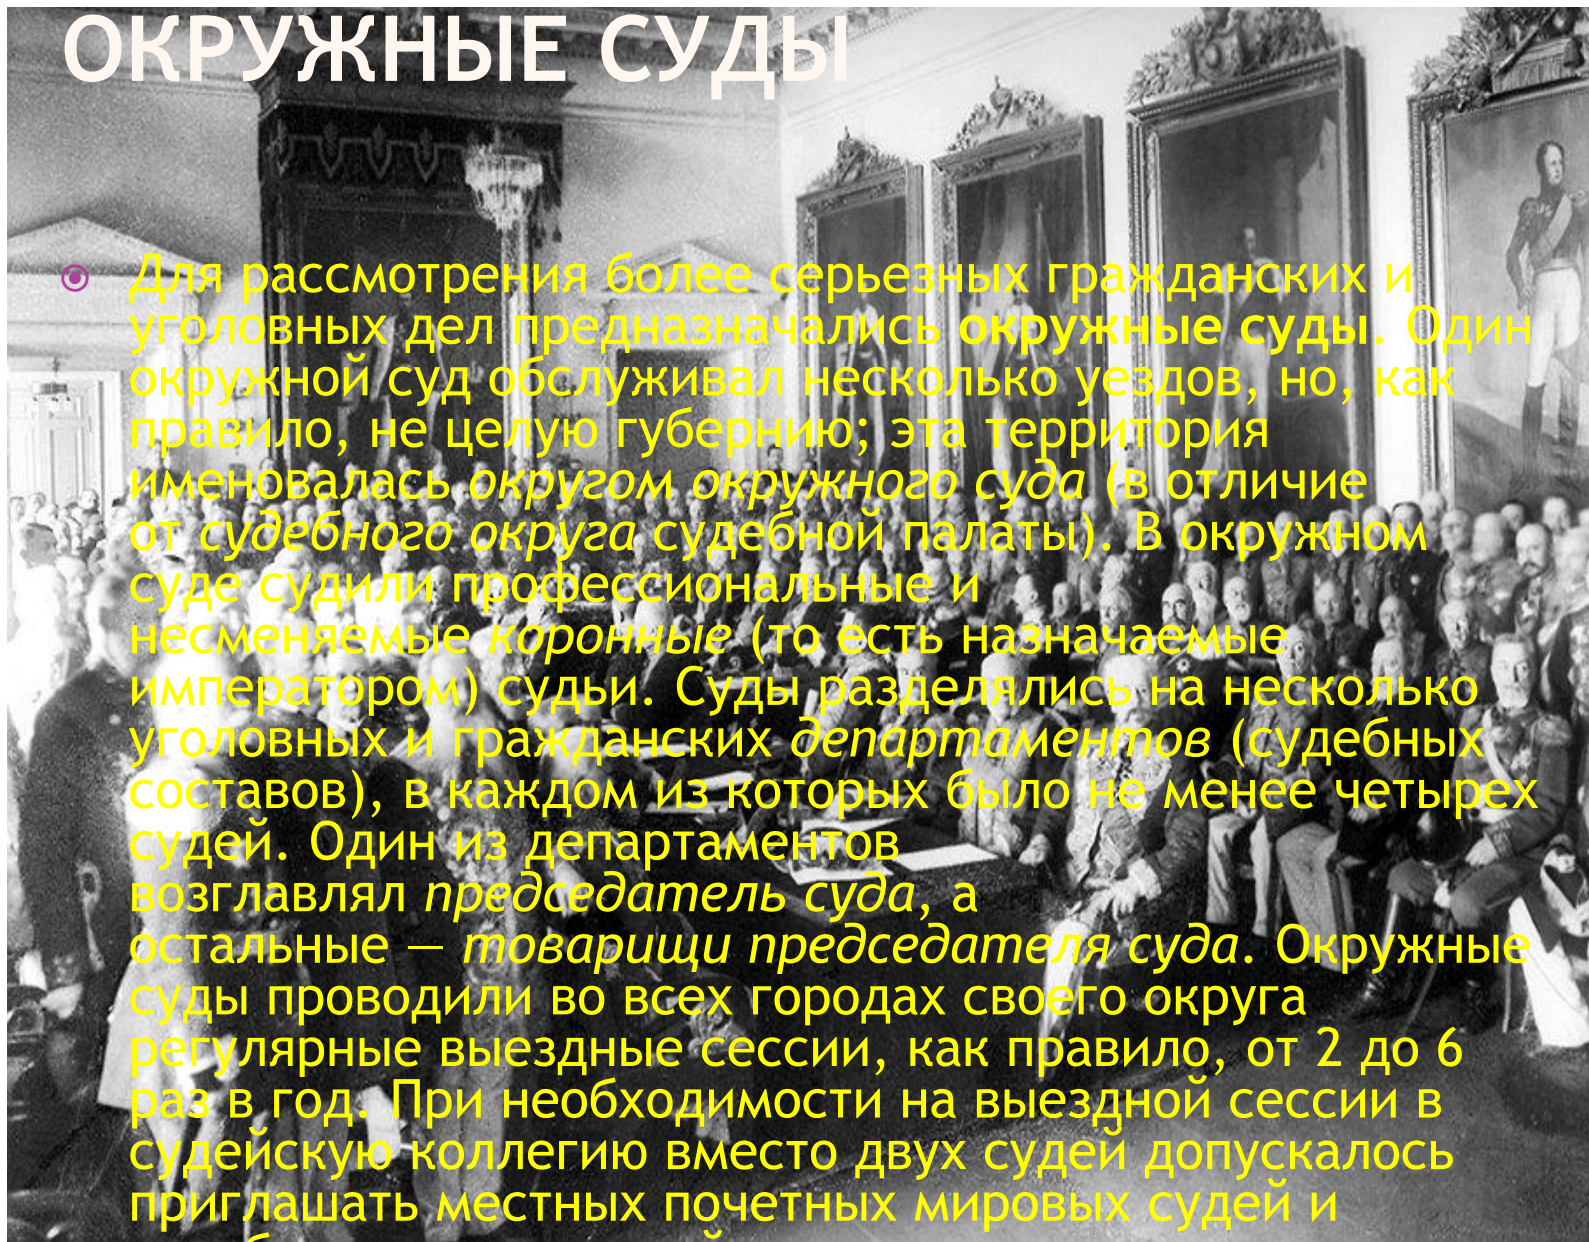 ОКРУЖНЫЕ СУДЫ
Для рассмотрения более серьезных гражданских и
уголовных дел предназначались окружные суды. Один
окружной суд обслуживал несколько уездов, но, как
правило, не целую губернию; эта территория
именовалась округом окружного суда (в отличие
от судебного округа судебной палаты). В окружном
суде судили профессиональные и
несменяемые коронные (то есть назначаемые
императором) судьи. Суды разделялись на несколько
уголовных и гражданских департаментов (судебных
составов), в каждом из которых было не менее четырех
судей. Один из департаментов
возглавлял председатель суда, а
остальные — товарищи председателя суда. Окружные
суды проводили во всех городах своего округа
регулярные выездные сессии, как правило, от 2 до 6
раз в год. При необходимости на выездной сессии в
судейскую коллегию вместо двух судей допускалось
приглашать местных почетных мировых судей и